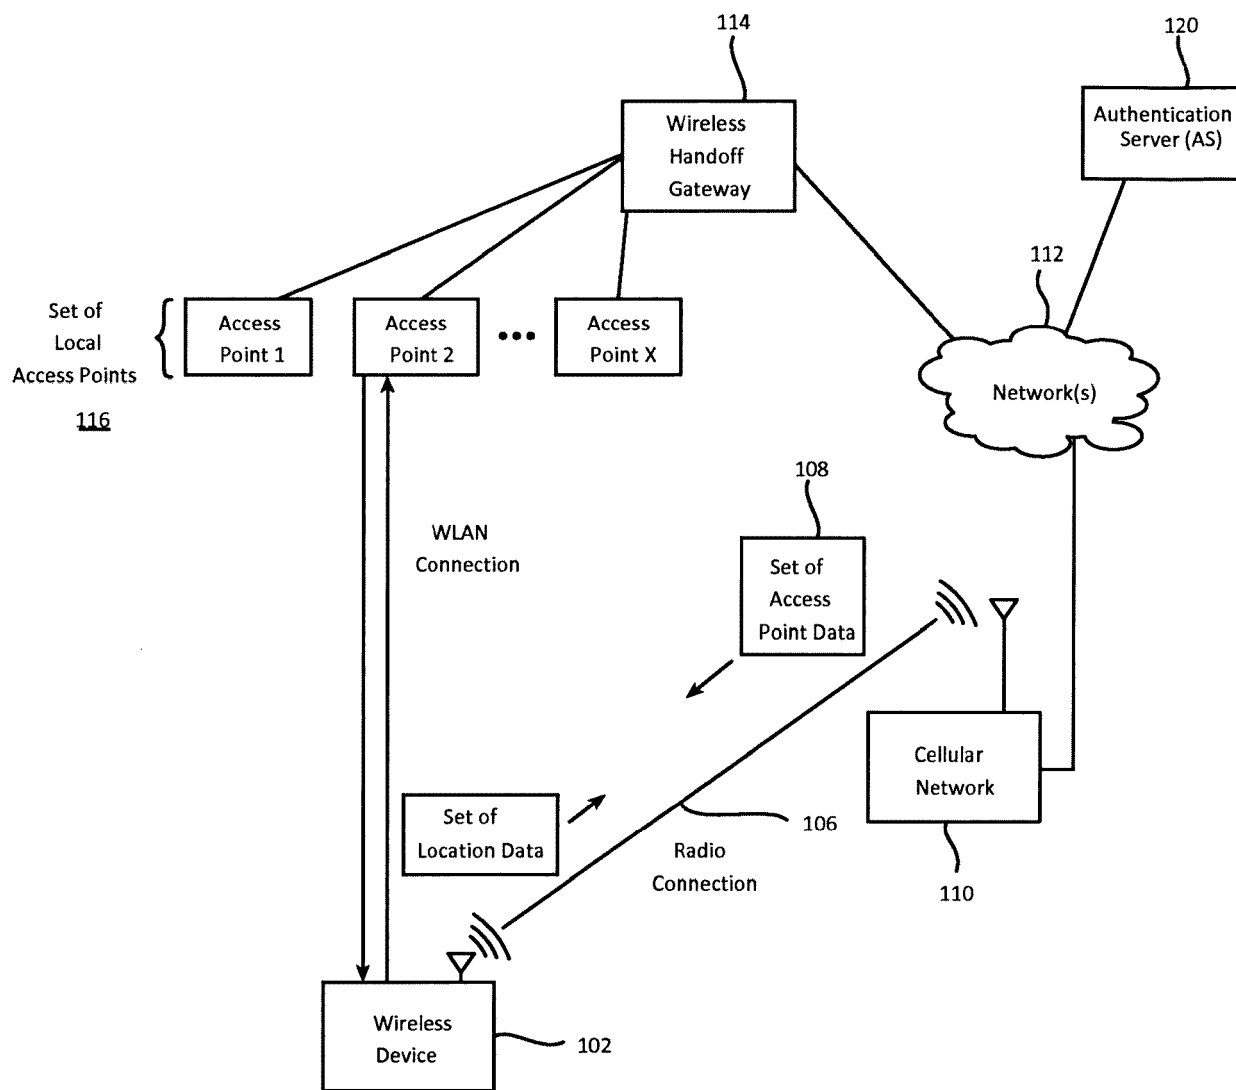 114
120
Wireless
Handoff
Gateway
Authentication
Server (AS)
112
Set of
Local
Access Points
116
Access
Point 1
Access
Point 2
Access
Point X
Network(s)
108
WLAN
Connection
Set of
Access
Point Data
Cellular
Network
Set of
Location Data
106
Radio
Connection
110
Wireless
Device
102